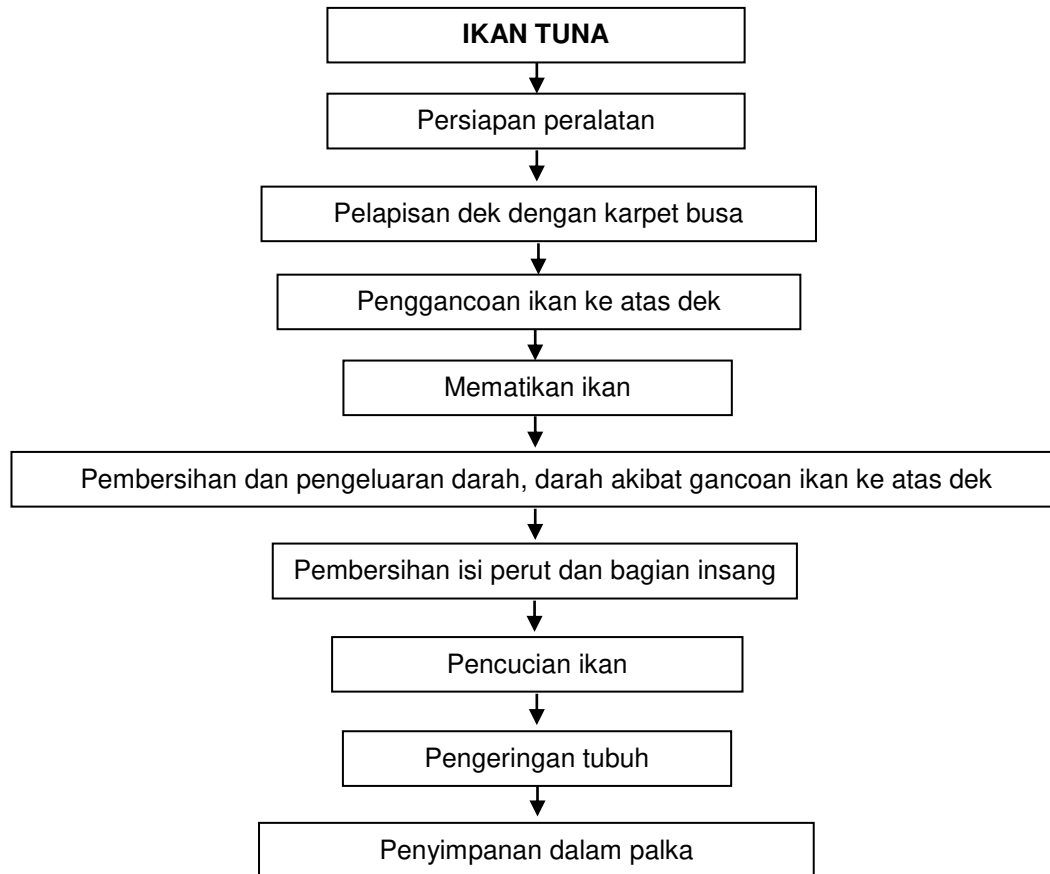 IKAN TUNA
Persiapan peralatan
Pelapisan dek dengan karpet busa
Penggancoan ikan ke atas dek
Mematikan ikan
Pembersihan dan pengeluaran darah, darah akibat gancoan ikan ke atas dek
Pembersihan isi perut dan bagian insang
Pencucian ikan
Pengeringan tubuh
Penyimpanan dalam palka